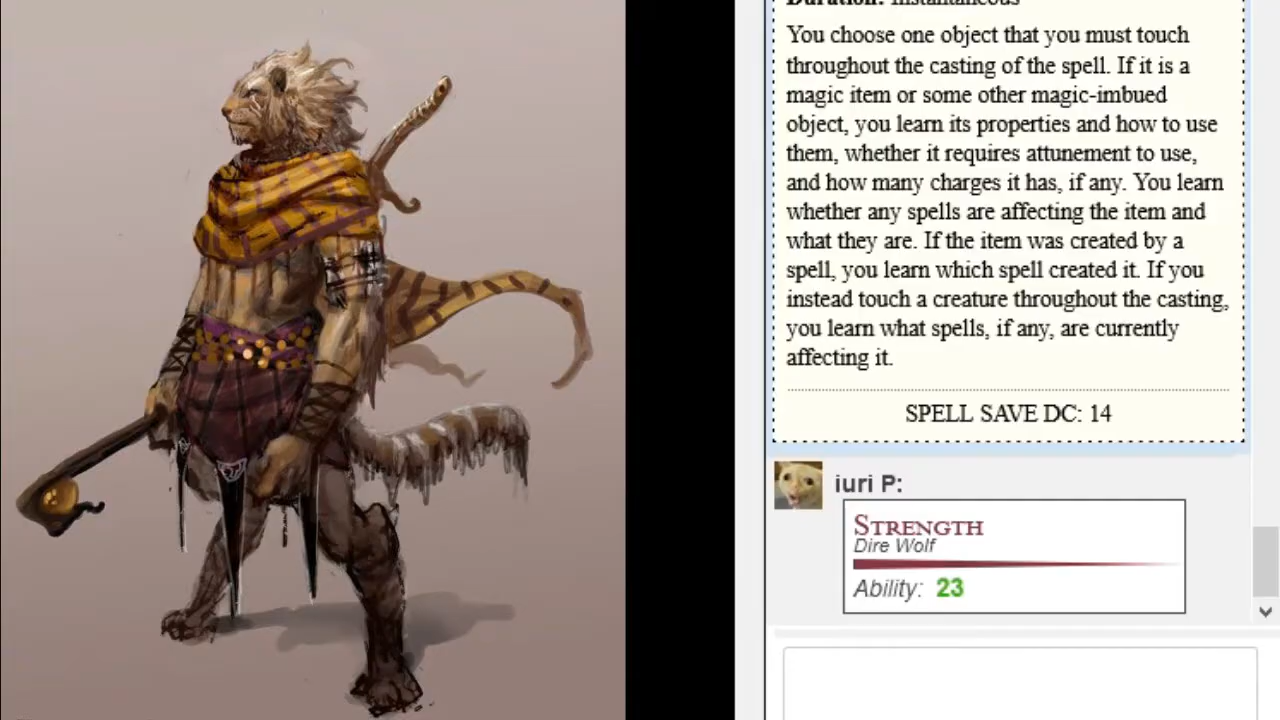 Duration: Instantaneous
You choose one object that you must touch
throughout the casting of the spell. If it is a
magic item or some other magic-imbued
object, you learn its properties and how to use
them, whether it requires attunement to use,
and how many charges it has, if any. You learn
whether any spells are affecting the item and
what they are. If the item was created by a
spell, you learn which spell created it. If you
instead touch a creature throughout the casting,
you learn what spells, if any, are currently
affecting it.
SPELL SAVE DC: 14
iuri P:
STRENGTH
Dire Wolf
Ability: 23